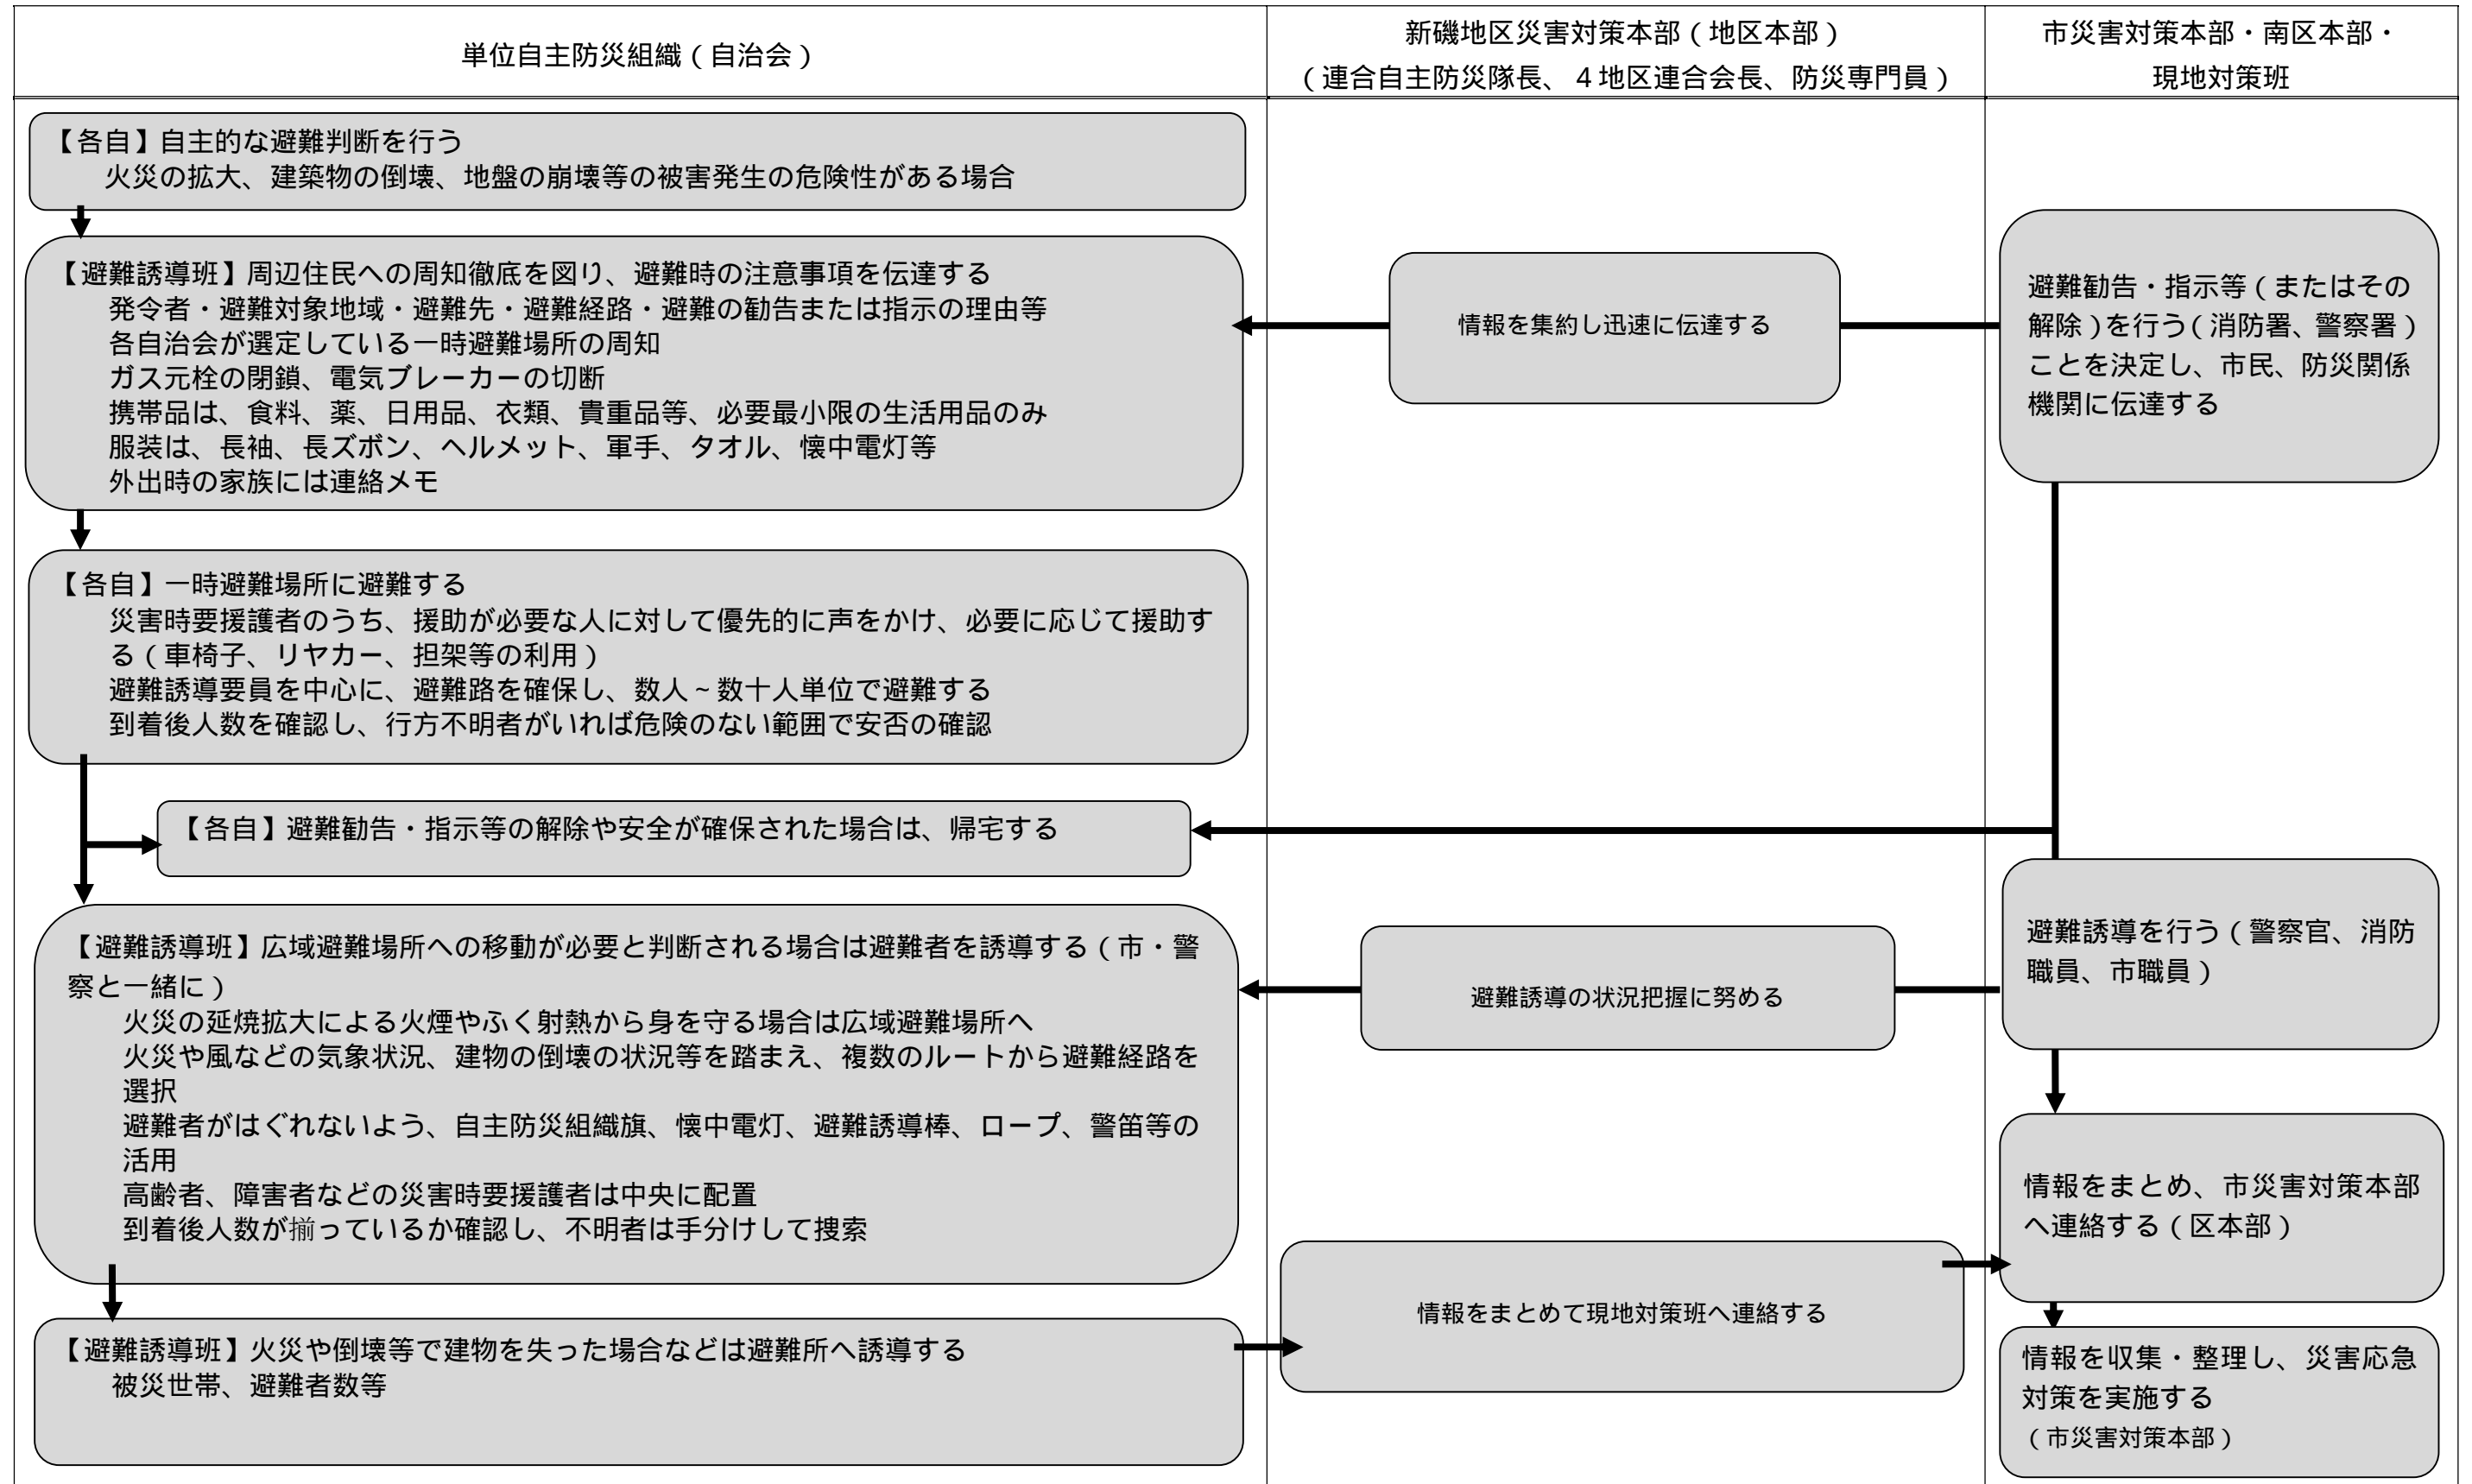 単位自主防災組織(自治会)
新磯地区災害対策本部(地区本部)
(連合自主防災隊長、4地区連合会長、防災専門員)
市災害対策本部・南区本部・
現地対策班
【各自】自主的な避難判断を行う
火災の拡大、建築物の倒壊、地盤の崩壊等の被害発生の危険性がある場合
【避難誘導班】周辺住民への周知徹底を図り、避難時の注意事項を伝達する
発令者・避難対象地域・避難先・避難経路・避難の勧告または指示の理由等
各自治会が選定している一時避難場所の周知
ガス元栓の閉鎖、電気ブレーカーの切断
携帯品は、食料、薬、日用品、衣類、貴重品等、必要最小限の生活用品のみ
服装は、長袖、長ズボン、ヘルメット、軍手、タオル、懐中電灯等
外出時の家族には連絡メモ
情報を集約し迅速に伝達する
避難勧告・指示等(またはその
解除)を行う(消防署、警察署)
ことを決定し、市民、防災関係
機関に伝達する
【各自】一時避難場所に避難する
災害時要援護者のうち、援助が必要な人に対して優先的に声をかけ、必要に応じて援助す
る(車椅子、リヤカー、担架等の利用)
避難誘導要員を中心に、避難路を確保し、数人~数十人単位で避難する
到着後人数を確認し、行方不明者がいれば危険のない範囲で安否の確認
【各自】避難勧告・指示等の解除や安全が確保された場合は、帰宅する
【避難誘導班】広域避難場所への移動が必要と判断される場合は避難者を誘導する(市・警
察と一緒に)
火災の延焼拡大による火煙やふく射熱から身を守る場合は広域避難場所へ
火災や風などの気象状況、建物の倒壊の状況等を踏まえ、複数のルートから避難経路を
選択
避難者がはぐれないよう、自主防災組織旗、懐中電灯、避難誘導棒、ロープ、警笛等の
活用
高齢者、障害者などの災害時要援護者は中央に配置
到着後人数が揃っているか確認し、不明者は手分けして捜索
避難誘導の状況把握に努める
避難誘導を行う(警察官、消防
職員、市職員)
情報をまとめ、市災害対策本部
へ連絡する(区本部)
【避難誘導班】火災や倒壊等で建物を失った場合などは避難所へ誘導する
被災世帯、避難者数等
情報をまとめて現地対策班へ連絡する
情報を収集・整理し、災害応急
対策を実施する
(市災害対策本部)